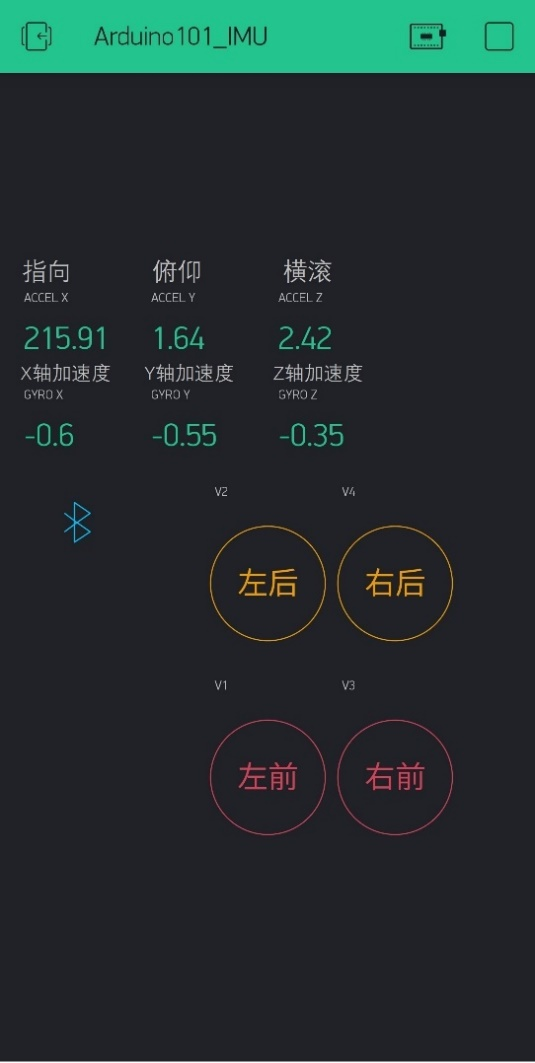 Arduino101_IMU
指向 俯仰 横滚
ACCEL X ACCEL Y ACCEL Z
215.91 1.64 2.42
X轴加速度 Y轴加速度 Z轴加速度
GYRO X GYRO Y GYRO Z
-0.6 -0.55 -0.35
V2 V4
左后 右后
V1 V3
左前 右前